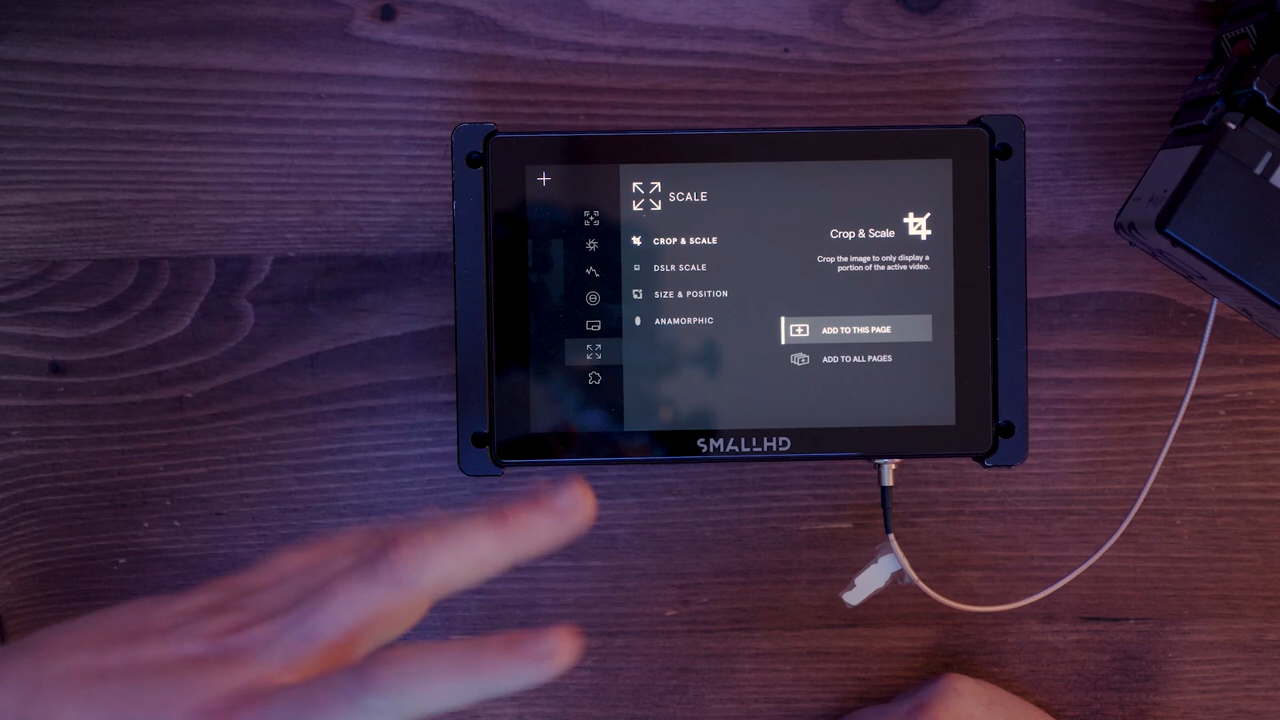 SCALE
CROP & SCALE
DSLR SCALE
SIZE & POSITION
ANAMORPHIC
Crop & Scale
Crop the image to only display a
portion of the active video.
ADD TO THIS PAGE
ADD TO ALL PAGES
SMALLHD